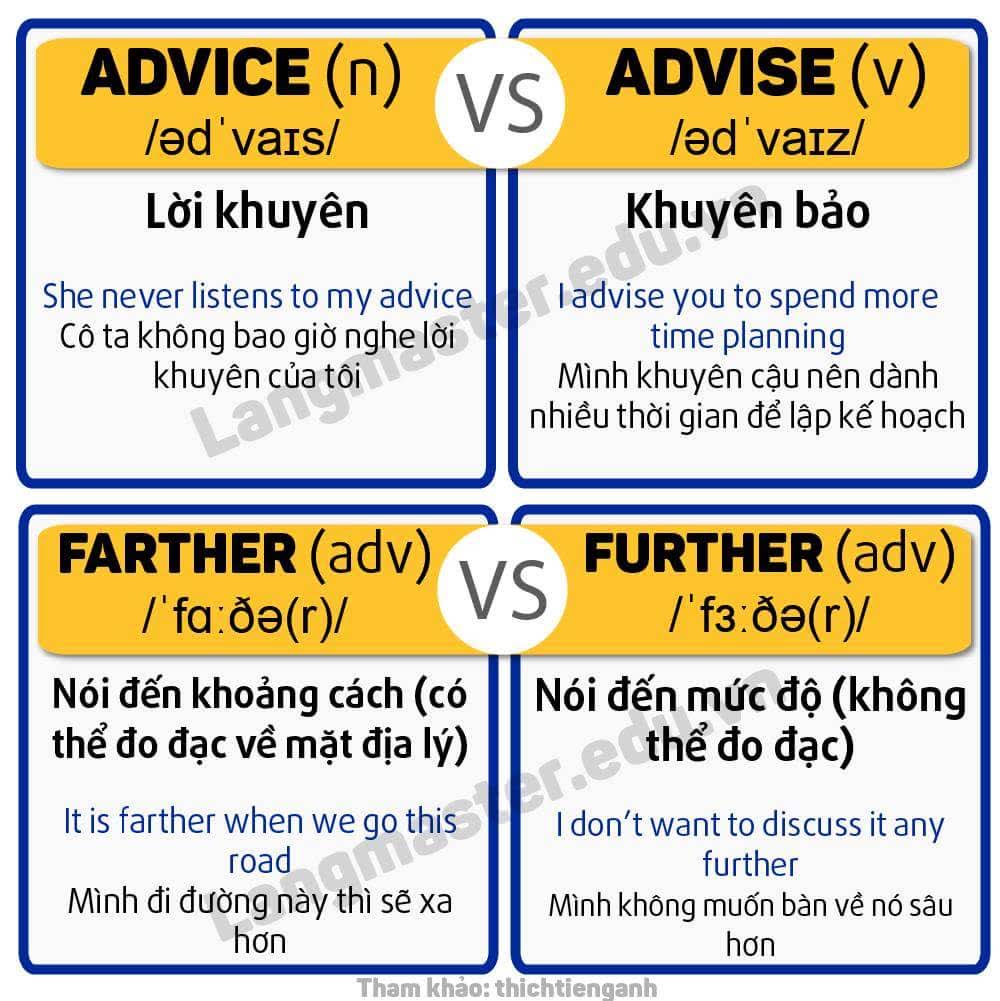 ADVICE (n)
/ədˈvaɪs/
Lời khuyên
She never listens to my advice
Cô ta không bao giờ nghe lời
khuyên của tôi
VS
ADVISE (v)
/ədˈvaɪz/
Khuyên bảo
I advise you to spend more
time planning
Mình khuyên cậu nên dành
nhiều thời gian để lập kế hoạch
Langmaster.edu.vn
FARTHER (adv)
/ˈfɑːðə(r)/
Nói đến khoảng cách (có
thể đo đạc về mặt địa lý)
It is farther when we go this
road
Mình đi đường này thì sẽ xa
hơn
VS
FURTHER (adv)
/ˈfɜːðə(r)/
Nói đến mức độ (không
thể đo đạc)
I don’t want to discuss it any
further
Mình không muốn bàn về nó sâu
hơn
Langmaster.edu.vn
Tham khảo: thichtienganh